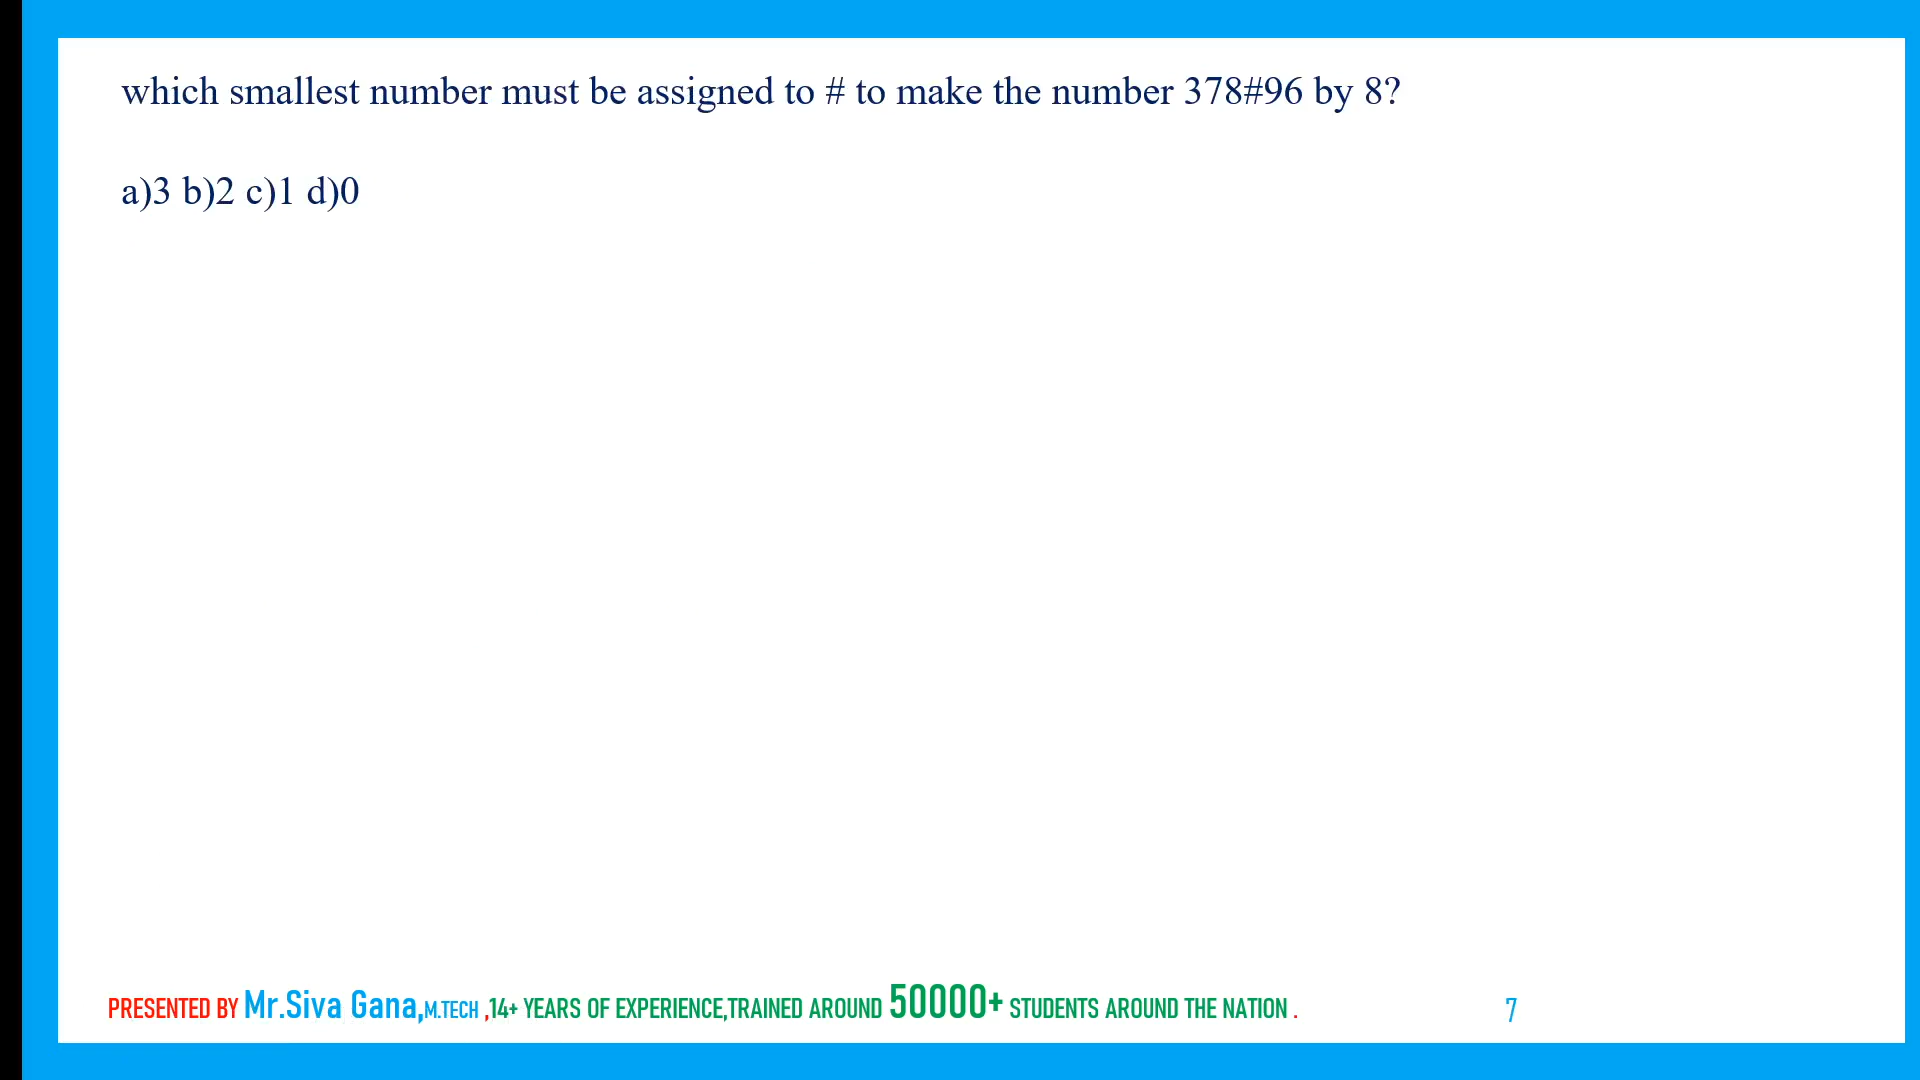 which smallest number must be assigned to # to make the number 378#96 by 8?
a)3 b)2 c)1 d)0
PRESENTED BY Mr.Siva Gana,M.TECH ,14+ YEARS OF EXPERIENCE,TRAINED AROUND 50000+ STUDENTS AROUND THE NATION .
7